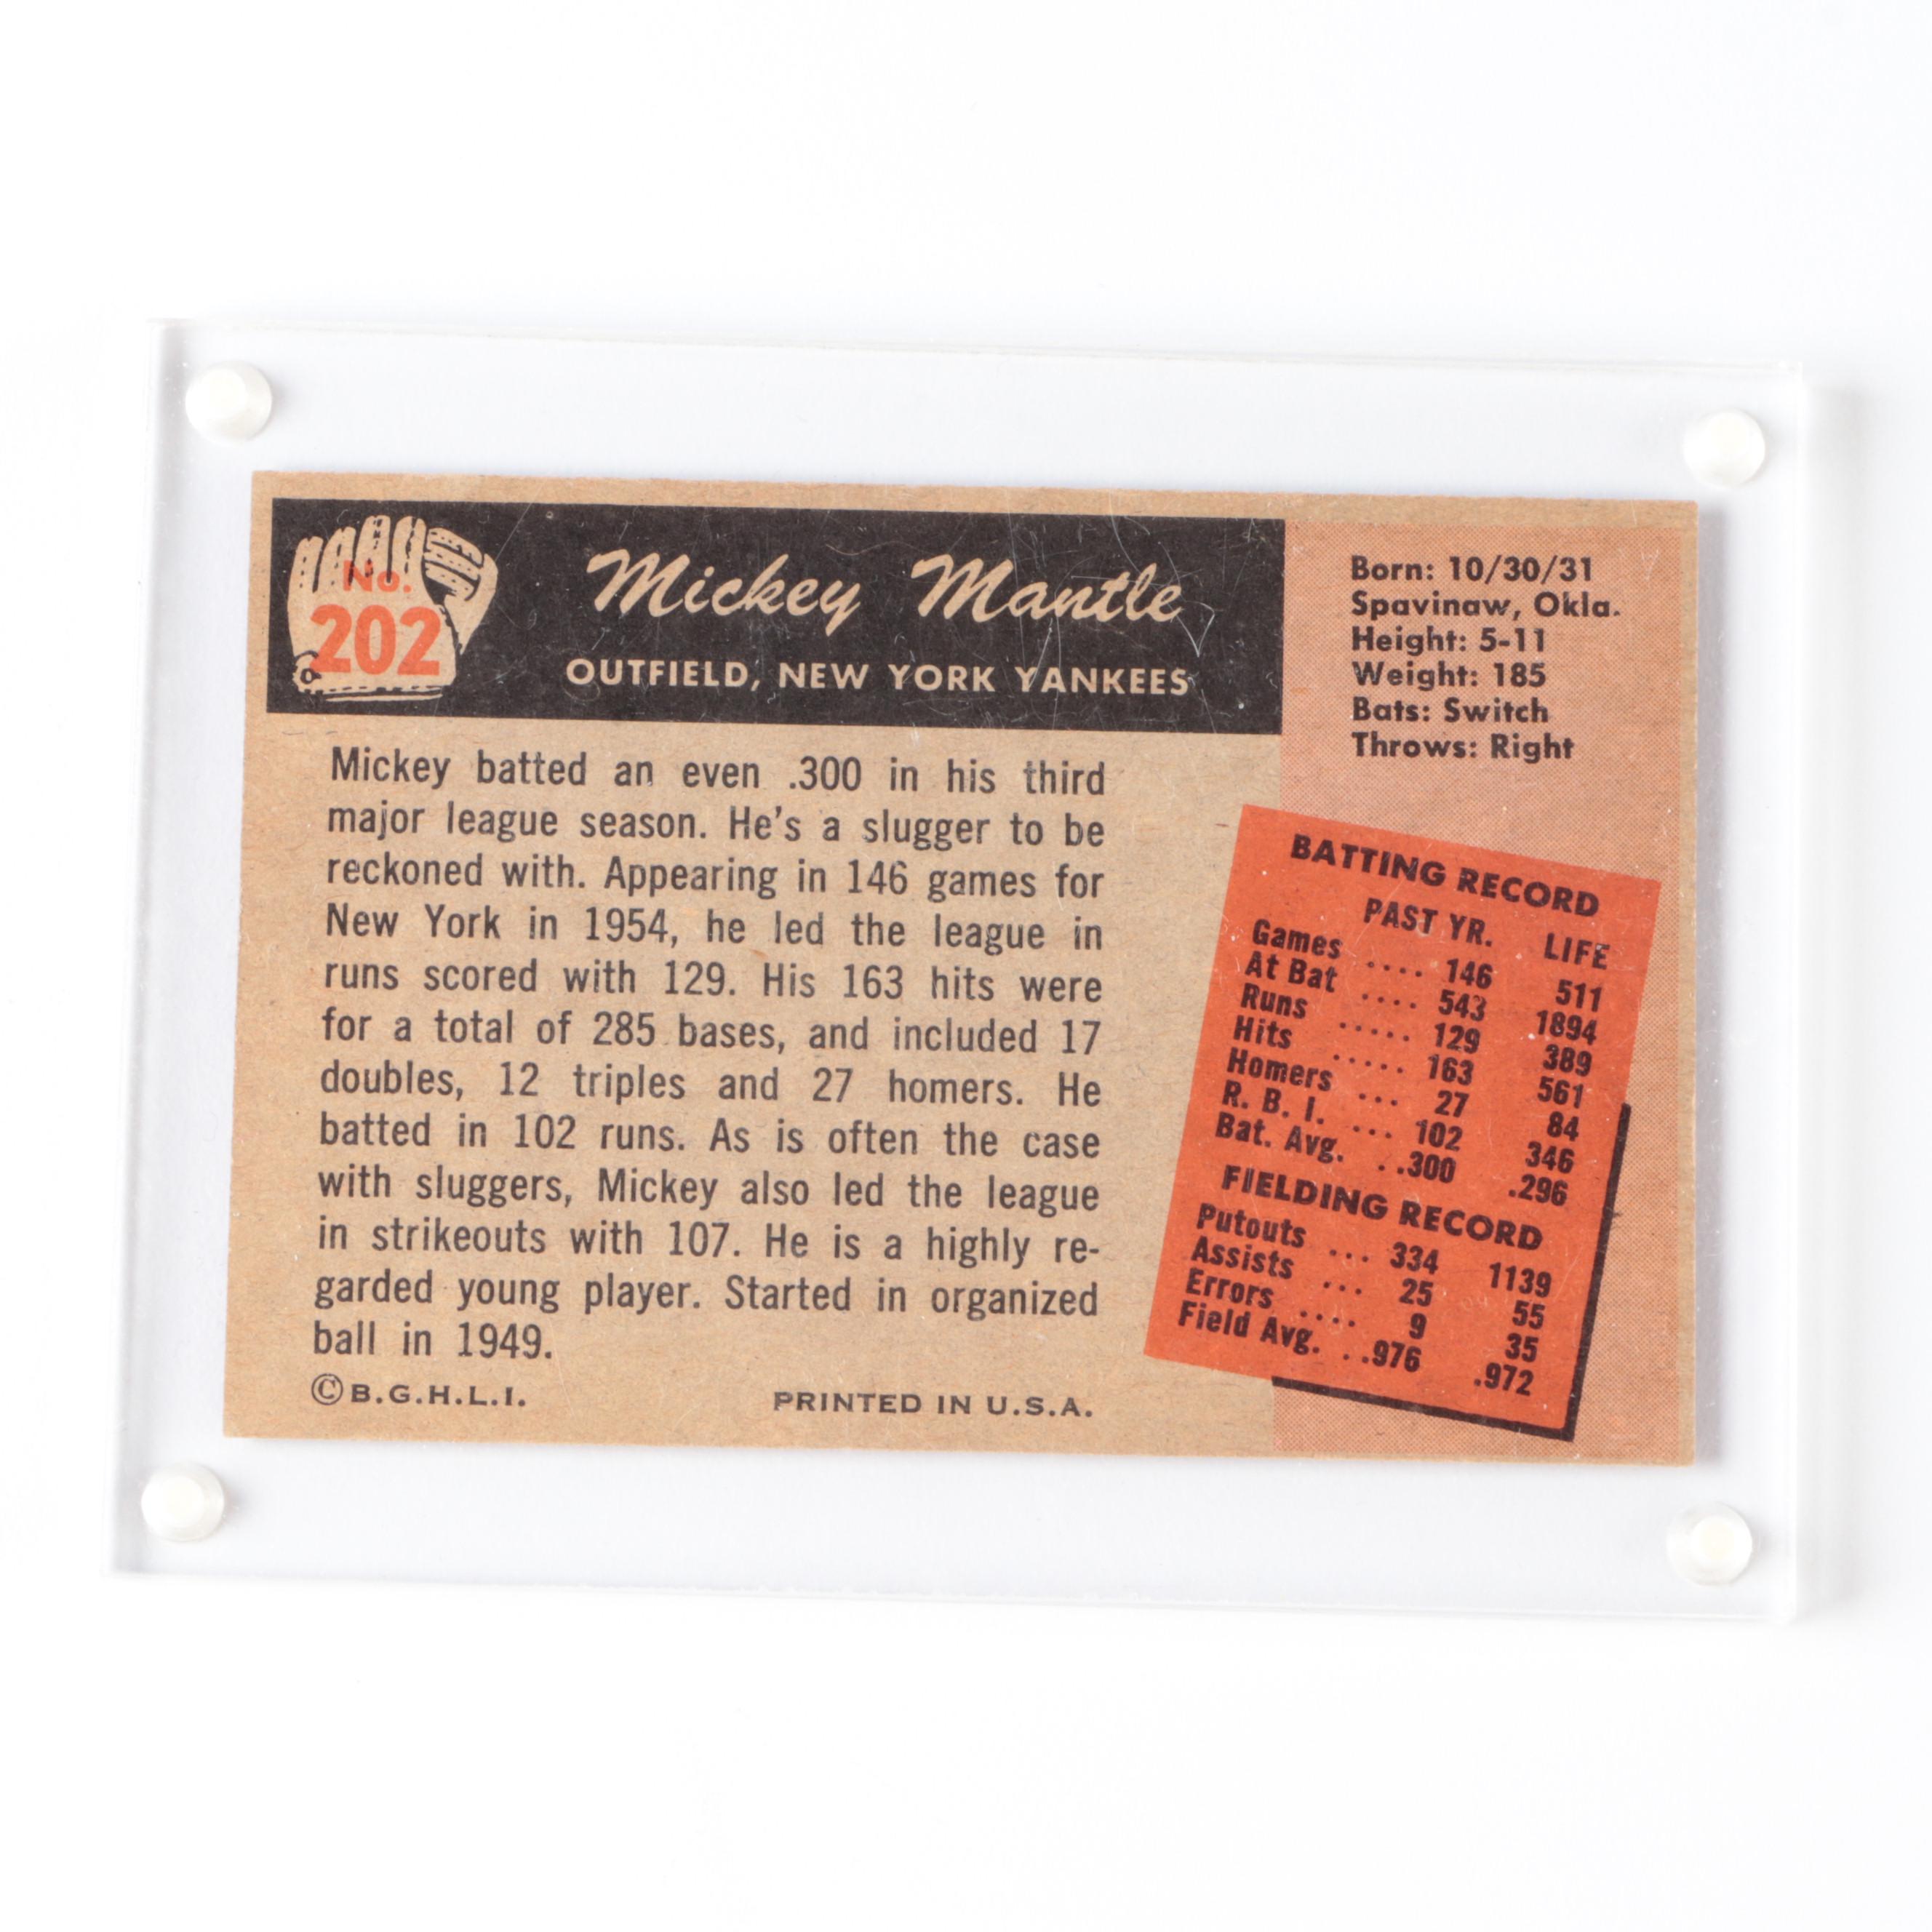 No.
202
Mickey Mantle
OUTFIELD, NEW YORK YANKEES
Born: 10/30/31
Spavinaw, Okla.
Height: 5-11
Weight: 185
Bats: Switch
Throws: Right
Mickey batted an even .300 in his third
major league season. He's a slugger to be
reckoned with. Appearing in 146 games for
New York in 1954, he led the league in
runs scored with 129. His 163 hits were
for a total of 285 bases, and included 17
doubles, 12 triples and 27 homers. He
batted in 102 runs. As is often the case
with sluggers, Mickey also led the league
in strikeouts with 107. He is a highly re-
garded young player. Started in organized
ball in 1949.
© B.G.H.L.I.
PRINTED IN U.S.A.
BATTING RECORD
PAST YR. LIFE
Games .... 146 511
At Bat .... 543 1894
Runs ..... 129 389
Hits ..... 163 561
Homers ... 27 84
R. B. I. ... 102 346
Bat. Avg. ..300 .296
FIELDING RECORD
Putouts ... 334 1139
Assists ... 25 55
Errors .... 9 35
Field Avg. ..976 .972